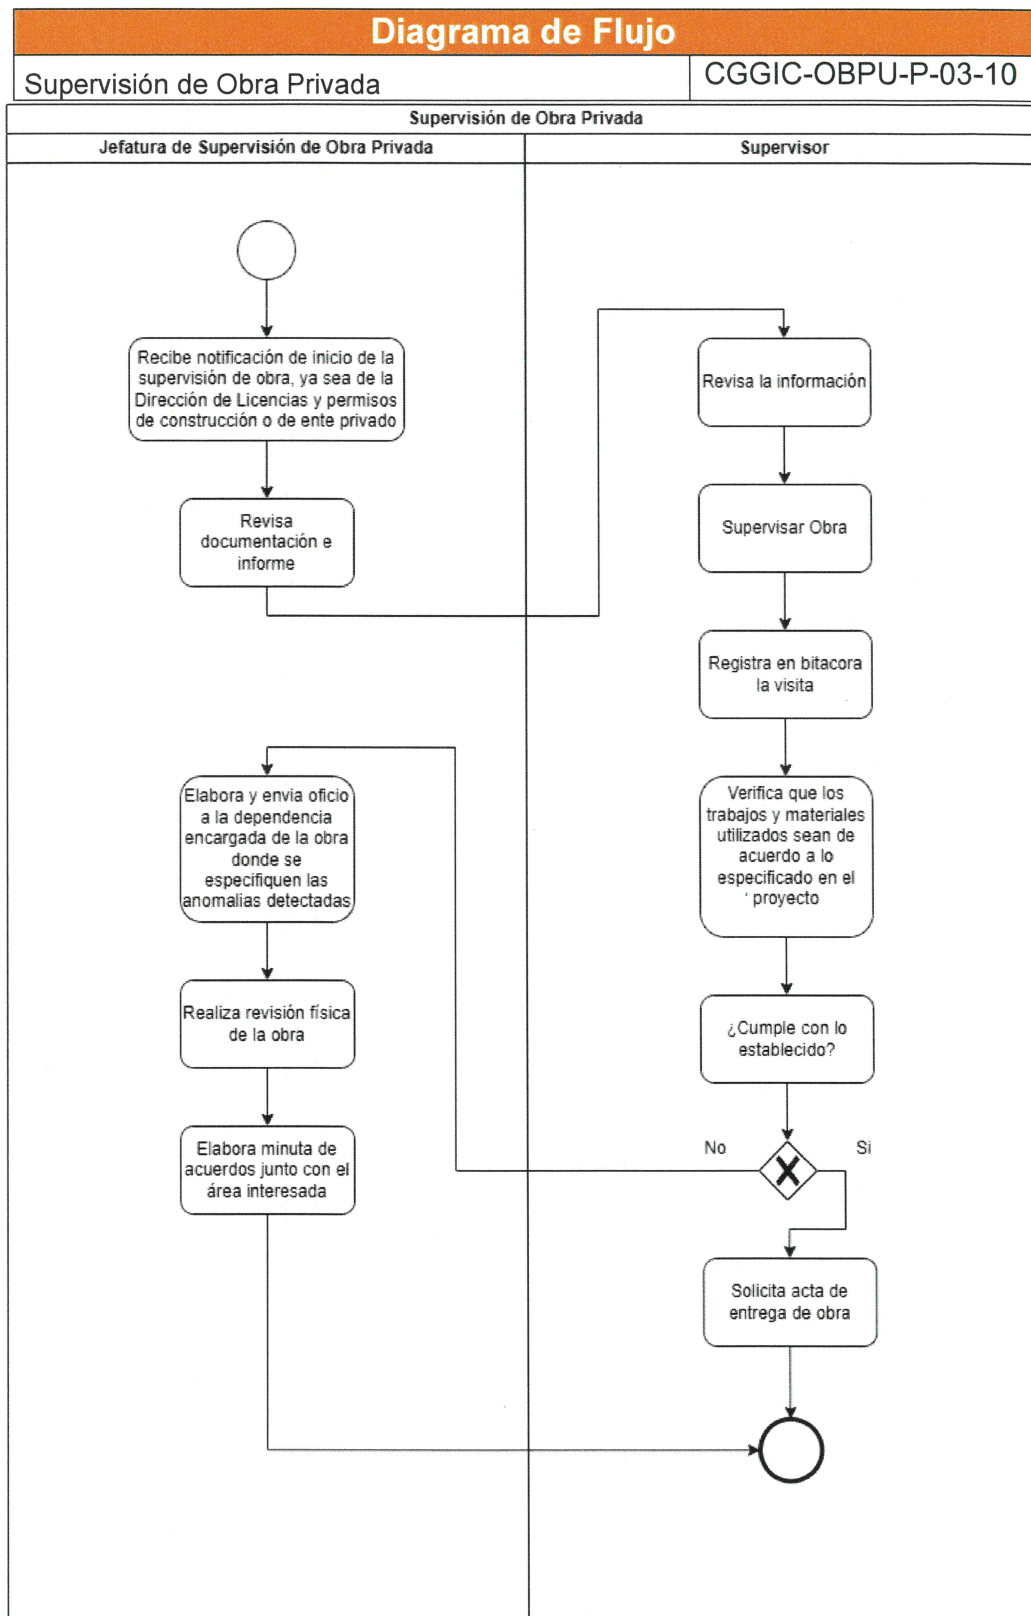 Diagrama de Flujo
Supervisión de Obra Privada
CGGIC-OBPU-P-03-10
Supervisión de Obra Privada
Jefatura de Supervisión de Obra Privada
Supervisor
Recibe notificación de inicio de la
supervisión de obra, ya sea de la
Dirección de Licencias y permisos
de construcción o de ente privado
Revisa
documentación e
informe
Revisa la información
Supervisar Obra
Registra en bitacora
la visita
Verifica que los
trabajos y materiales
utilizados sean de
acuerdo a lo
especificado en el
proyecto
¿Cumple con lo
establecido?
No
Si
Elabora y envia oficio
a la dependencia
encargada de la obra
donde se
especifiquen las
anomalias detectadas
Realiza revisión física
de la obra
Elabora minuta de
acuerdos junto con el
área interesada
Solicita acta de
entrega de obra